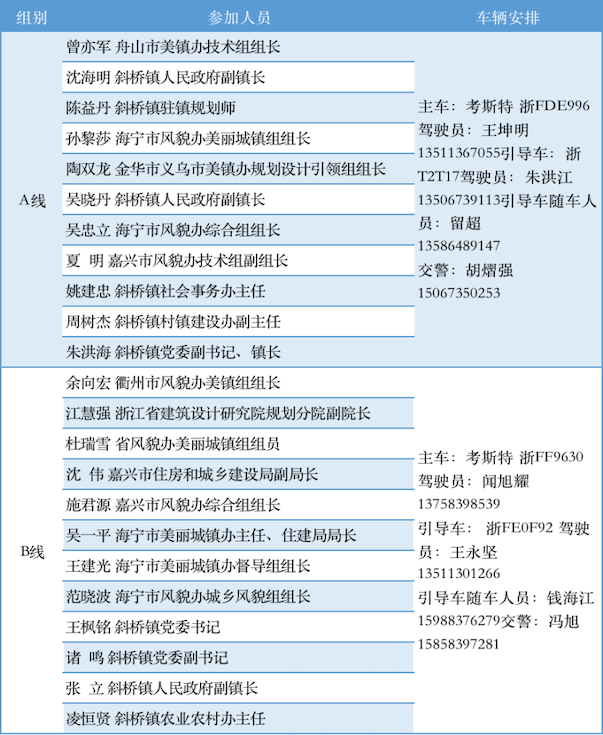 组别 参加人员 车辆安排
A线
曾亦军 舟山市美镇办技术组组长
沈海明 斜桥镇人民政府副镇长
陈益丹 斜桥镇驻镇规划师
孙黎莎 海宁市风貌办美丽城镇组组长
陶双龙 金华市义乌市美镇办规划设计引领组组长
吴晓丹 斜桥镇人民政府副镇长
吴忠立 海宁市风貌办综合组组长
夏 明 嘉兴市风貌办技术组副组长
姚建忠 斜桥镇社会事务办主任
周树杰 斜桥镇村镇建设办副主任
朱洪海 斜桥镇党委副书记、镇长
主车：考斯特 浙FDE996
驾驶员：王坤明
13511367055引导车：浙
T2T17驾驶员：朱洪江
13506739113引导车随车人
员：留超
13586489147
交警：胡熠强
15067350253
B线
余向宏 衢州市风貌办美镇组组长
江慧强 浙江省建筑设计研究院规划分院副院长
杜瑞雪 省风貌办美丽城镇组组员
沈 伟 嘉兴市住房和城乡建设局副局长
施君源 嘉兴市风貌办综合组组长
吴一平 海宁市美丽城镇办主任、住建局局长
王建光 海宁市美丽城镇办督导组组长
范晓波 海宁市风貌办城乡风貌组组长
王枫铭 斜桥镇党委书记
诸 鸣 斜桥镇党委副书记
张 立 斜桥镇人民政府副镇长
凌恒贤 斜桥镇农业农村办主任
主车：考斯特 浙FF9630
驾驶员：闻旭耀
13758398539
引导车： 浙FE0F92 驾驶
员：王永坚
13511301266
引导车随车人员：钱海江
15988376279交警：冯旭
15858397281